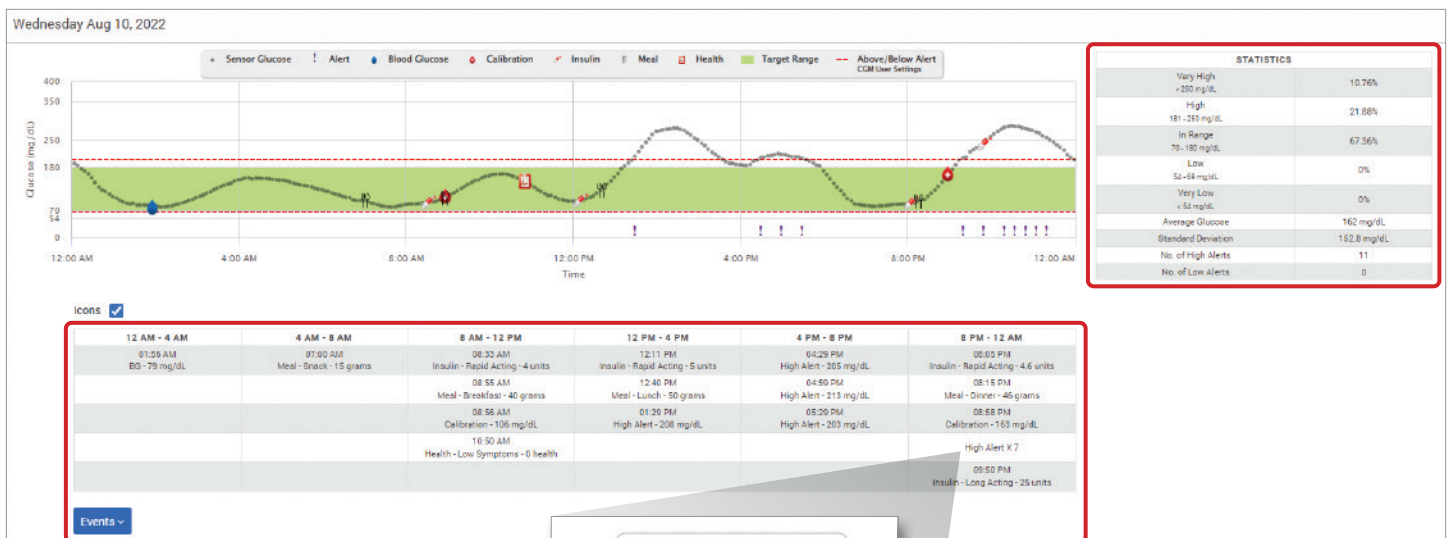 Wednesday Aug 10, 2022
Sensor Glucose ! Alert Blood Glucose Calibration Insulin Meal Health Target Range Above/Below Alert
CGM User Settings
400
350
250
180
70
54
0
Glucose (mg/dL)
12:00 AM 4:00 AM 8:00 AM 12:00 PM 4:00 PM 8:00 PM 12:00 AM
Time
STATISTICS
Very High
> 250 mg/dL
10.76%
High
181 - 250 mg/dL
21.88%
In Range
70 - 180 mg/dL
67.36%
Low
54 - 69 mg/dL
0%
Very Low
< 54 mg/dL
0%
Average Glucose 162 mg/dL
Standard Deviation 152.8 mg/dL
No. of High Alerts 11
No. of Low Alerts 0
Icons
12 AM - 4 AM 4 AM - 8 AM 8 AM - 12 PM 12 PM - 4 PM 4 PM - 8 PM 8 PM - 12 AM
01:56 AM 07:00 AM 08:33 AM 12:11 PM 04:29 PM 08:05 PM
BG - 79 mg/dL Meal - Snack - 15 grams Insulin - Rapid Acting - 4 units Insulin - Rapid Acting - 5 units High Alert - 205 mg/dL Insulin - Rapid Acting - 4.6 units
08:55 AM 12:40 PM 04:59 PM 08:15 PM
Meal - Breakfast - 40 grams Meal - Lunch - 50 grams High Alert - 213 mg/dL Meal - Dinner - 46 grams
08:56 AM 01:29 PM 05:29 PM 08:58 PM
Calibration - 106 mg/dL High Alert - 208 mg/dL High Alert - 203 mg/dL Calibration - 163 mg/dL
10:50 AM
Health - Low Symptoms - 0 health
High Alert X 7
09:50 PM
Insulin - Long Acting - 25 units
Events